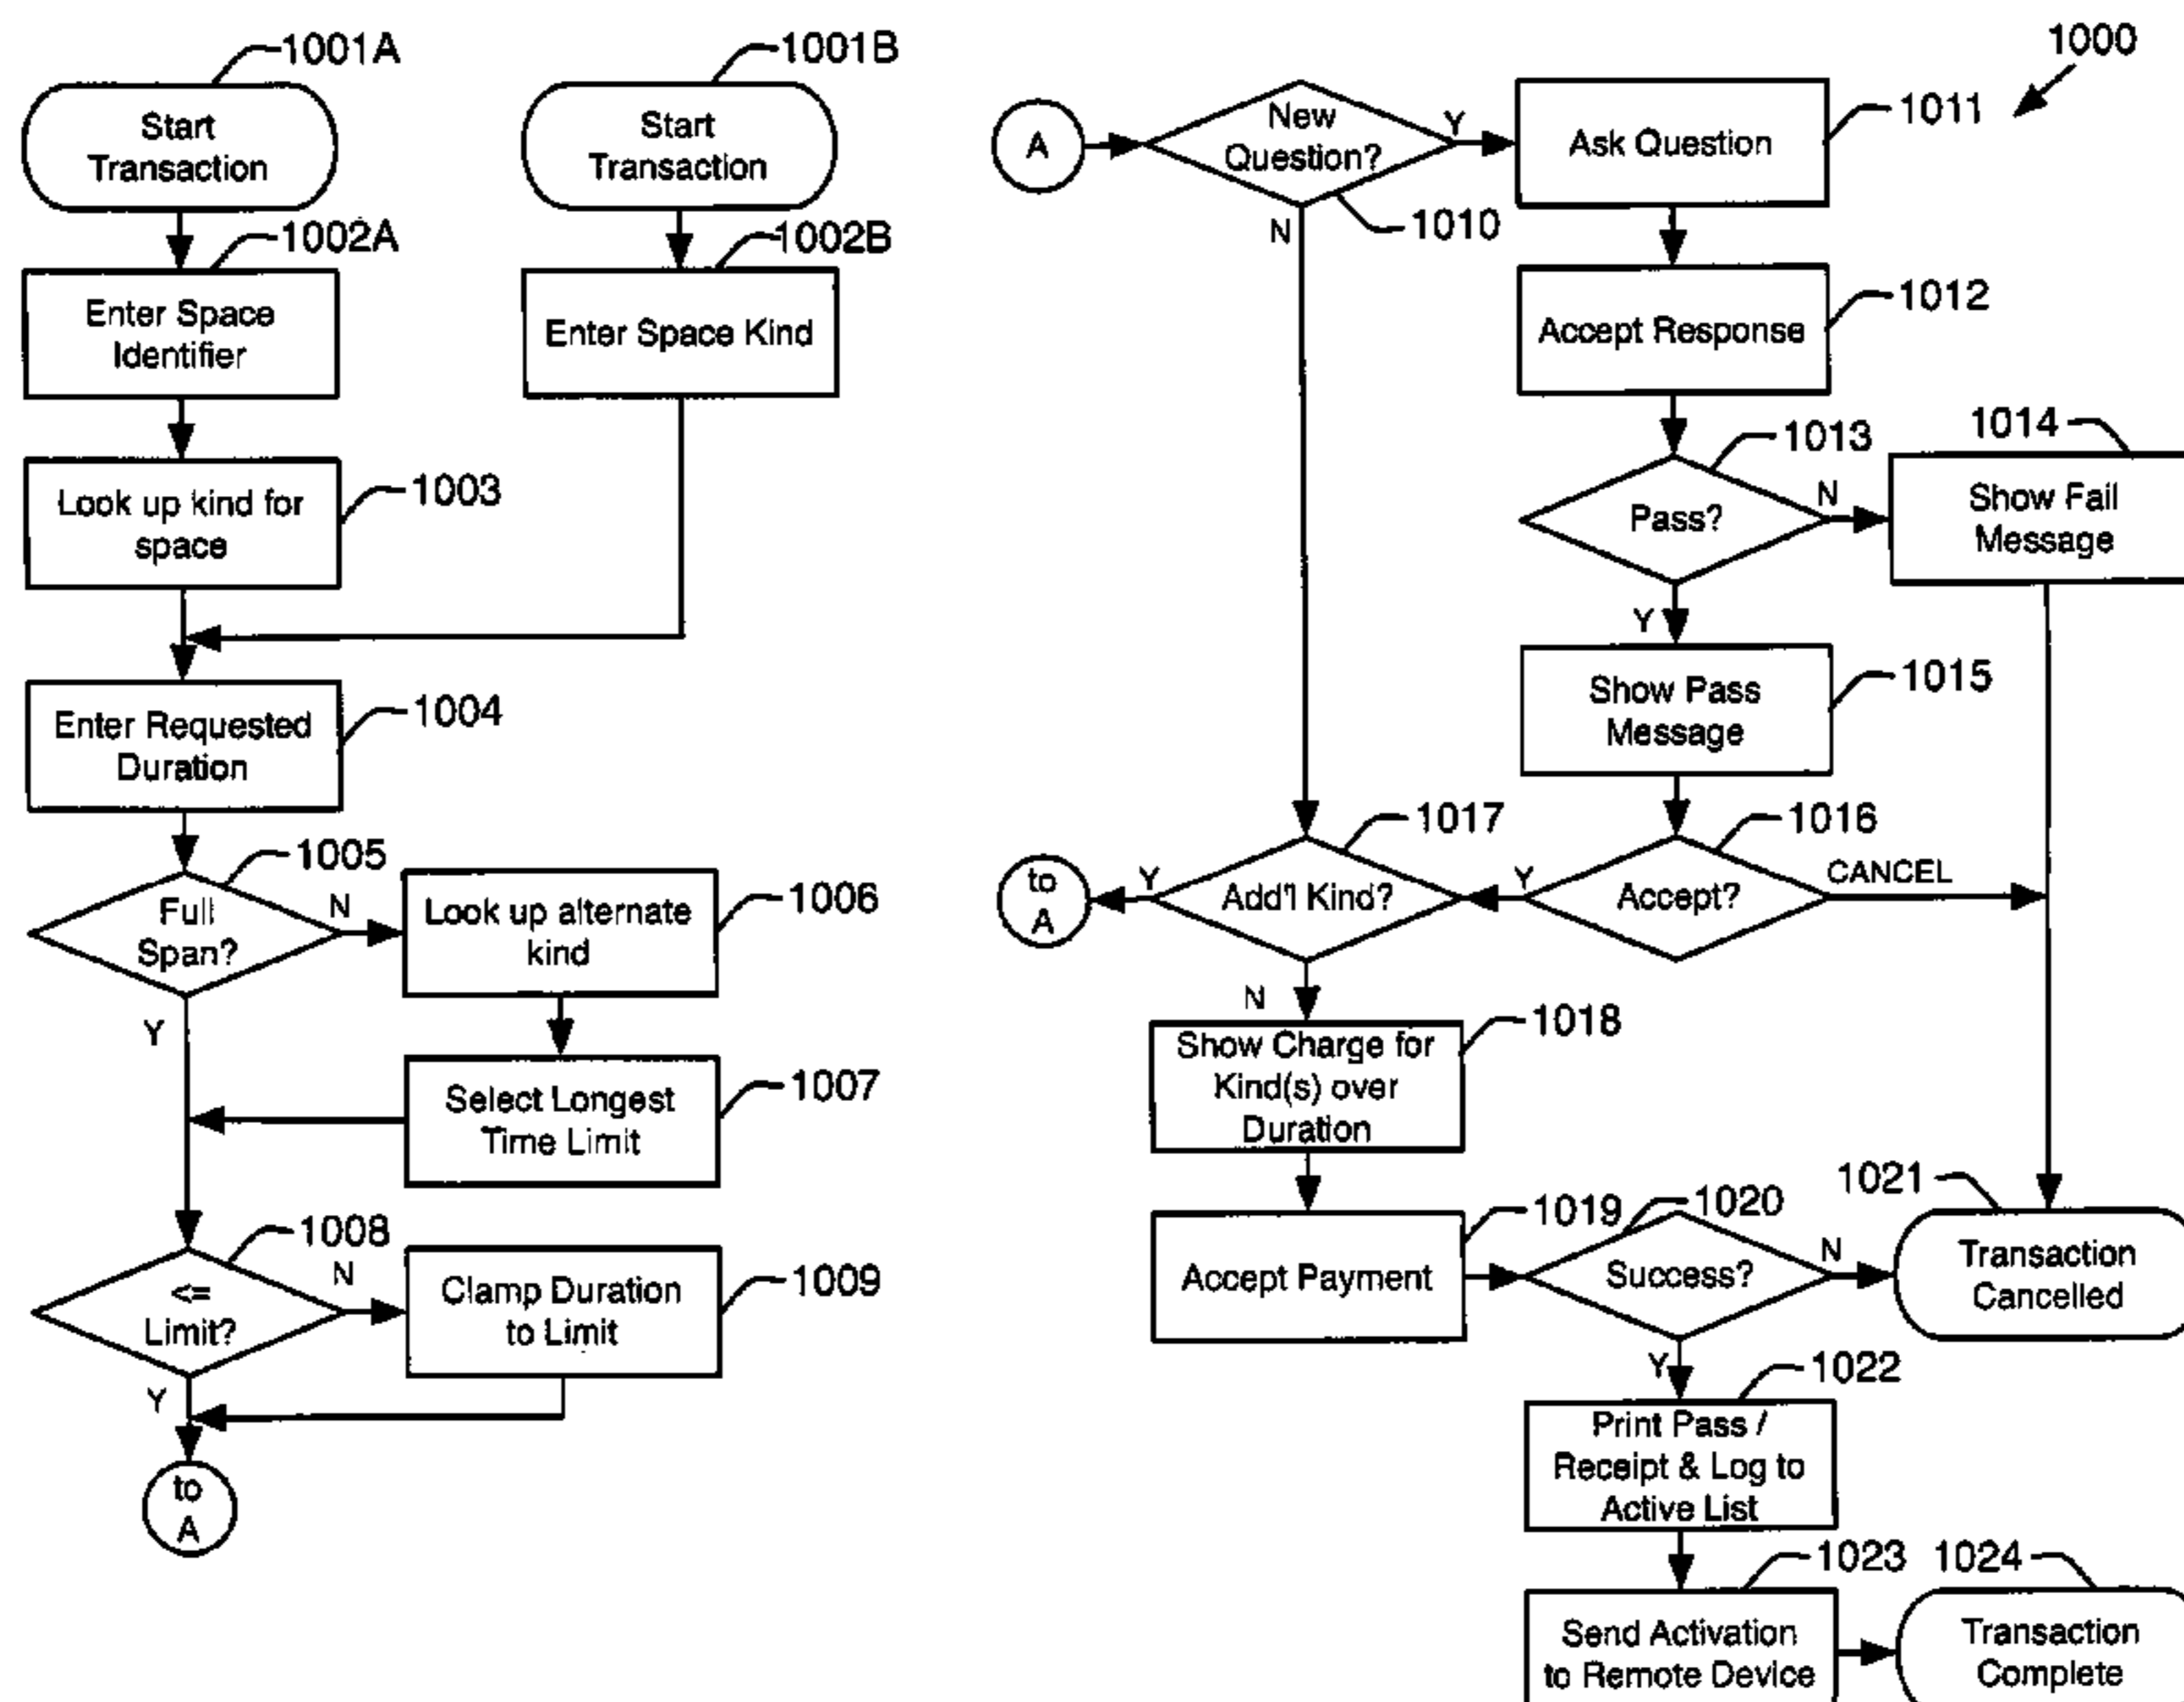 1001A
Start
Transaction
1002A
Enter Space
Identifier
Look up kind for
space
1003
1001B
Start
Transaction
1002B
Enter Space Kind
Enter Requested
Duration
1004
1005
Full
Span?
N
Y
Look up alternate
kind
1006
Select Longest
Time Limit
1007
1008
<=
Limit?
N
Y
Clamp Duration
to Limit
1009
to
A
1000
A
New
Question?
Y
N
1010
Ask Question
1011
Accept Response
1012
1013
Pass?
N
Y
1014
Show Fail
Message
Show Pass
Message
1015
1016
Accept?
Y
CANCEL
1017
Add'l Kind?
Y
N
to
A
Show Charge for
Kind(s) over
Duration
1018
Accept Payment
1019
1020
Success?
N
Y
1021
Transaction
Cancelled
1022
Print Pass /
Receipt & Log to
Active List
1023
Send Activation
to Remote Device
1024
Transaction
Complete